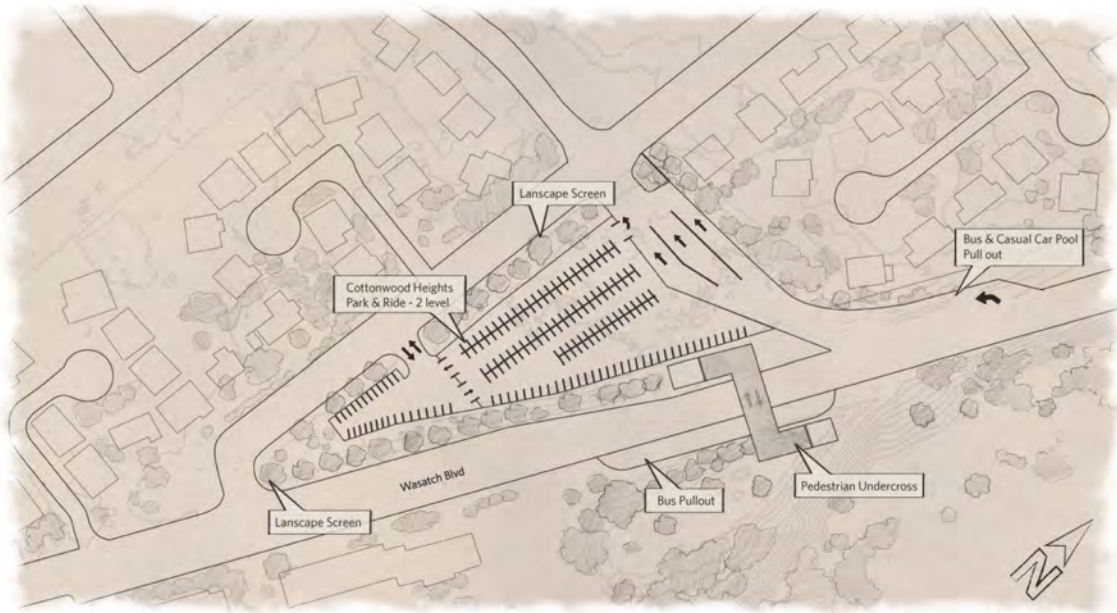 Lanscape Screen
Bus & Casual Car Pool
Pull out
Cottonwood Heights
Park & Ride - 2 level
Wasatch Blvd
Pedestrian Undercross
Bus Pullout
Lanscape Screen
N